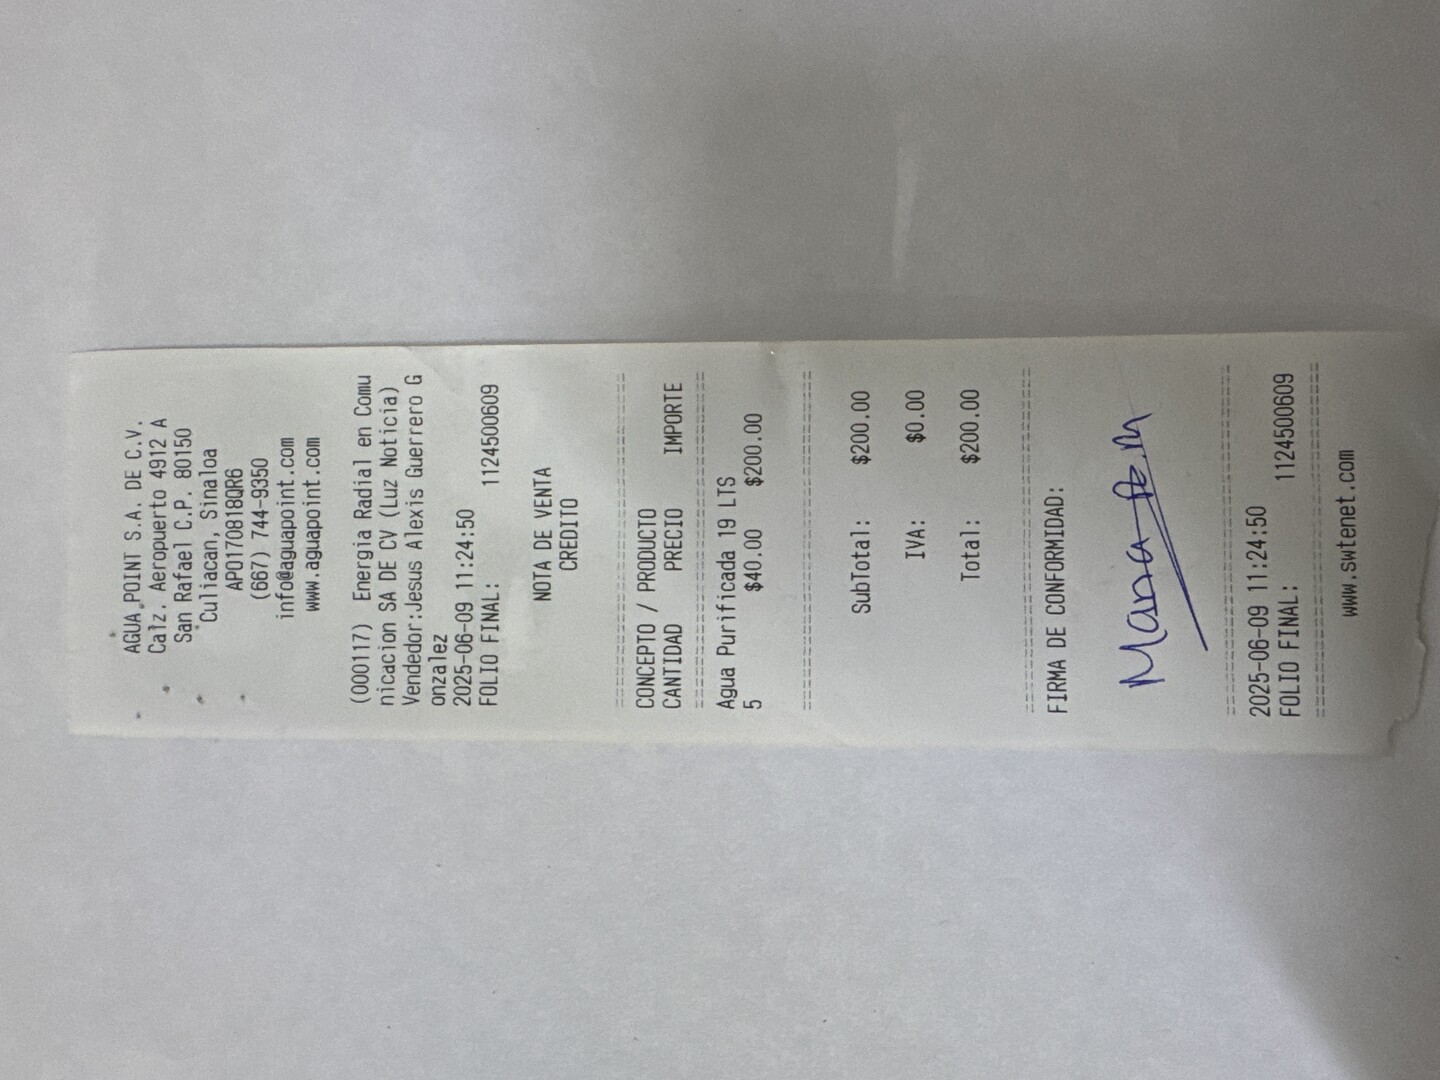 AGUA POINT S.A. DE C.V.
Calz. Aeropuerto 4912 A
San Rafael C.P. 80150
Culiacan, Sinaloa
APO170818QR6
(667) 744-9350
info@aguapoint.com
www.aguapoint.com
(000117) Energia Radial en Comu
nicacion SA DE CV (Luz Noticia)
Vendedor:Jesus Alexis Guerrero G
onzalez
2025-06-09 11:24:50
FOLIO FINAL: 1124500609
NOTA DE VENTA
CREDITO
CONCEPTO / PRODUCTO
CANTIDAD PRECIO IMPORTE
Agua Purificada 19 LTS
5 $40.00 $200.00
SubTotal: $200.00
IVA: $0.00
Total: $200.00
FIRMA DE CONFORMIDAD:
2025-06-09 11:24:50
FOLIO FINAL: 1124500609
www.swtenet.com